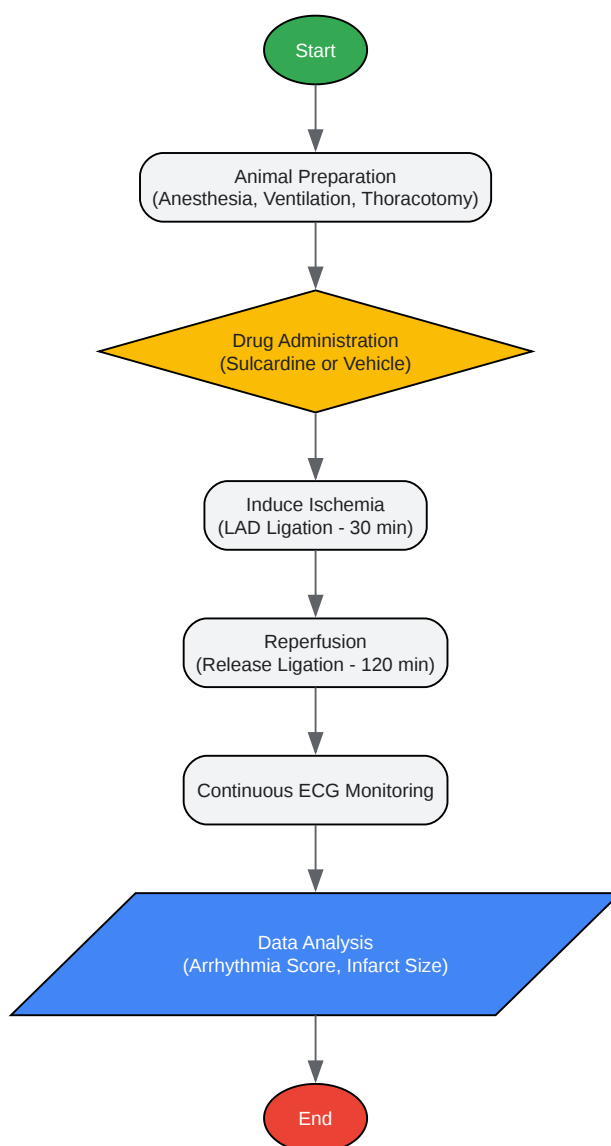 Start
Animal Preparation
(Anesthesia, Ventilation, Thoracotomy)
Drug Administration
(Sulcardine or Vehicle)
Induce Ischemia
(LAD Ligation - 30 min)
Reperfusion
(Release Ligation - 120 min)
Continuous ECG Monitoring
Data Analysis
(Arrhythmia Score, Infarct Size)
End